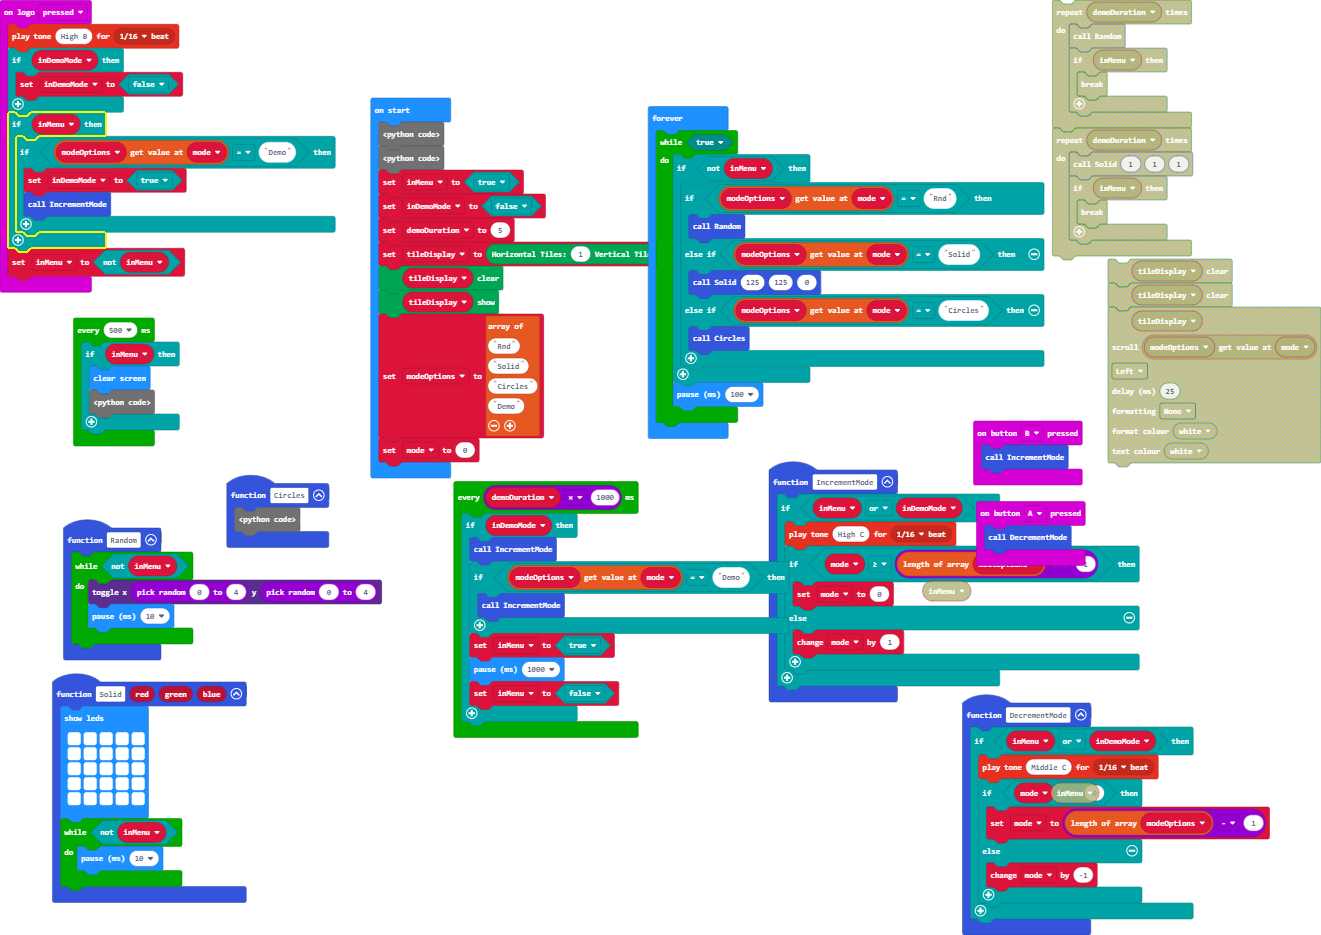 on logo pressed
play tone High B for 1/16 beat
if inDemoMode then
set inDemoMode to false
if inMenu then
if modeOptions get value at mode = "Demo" then
set inDemoMode to true
call IncrementMode
set inMenu to not inMenu
every 500 ms
if inMenu then
clear screen
<python code>
function Circles
<python code>
function Random
while not inMenu
do toggle x pick random 0 to 4 y pick random 0 to 4
pause (ms) 10
function Solid red green blue
show leds
while not inMenu
do pause (ms) 10
on start
<python code>
<python code>
set inMenu to true
set inDemoMode to false
set demoDuration to 5
set tileDisplay to Horizontal Tiles: 1 Vertical
tileDisplay clear
tileDisplay show
set modeOptions to array of
"Rnd"
"Solid"
"Circles"
"Demo"
set mode to 0
forever
while true
do if not inMenu then
if modeOptions get value at mode = "Rnd" then
call Random
else if modeOptions get value at mode = "Solid" then
call Solid 125 125 0
else if modeOptions get value at mode = "Circles" then
call Circles
pause (ms) 100
every demoDuration × 1000 ms
if inDemoMode then
call IncrementMode
if modeOptions get value at mode = "Demo" then
call IncrementMode
set inMenu to true
pause (ms) 1000
set inMenu to false
function IncrementMode
if inMenu or inDemoMode then
play tone High C for 1/16 beat
if mode ≥ length of array then
set mode to 0
else
change mode by 1
inMenu
on button B pressed
call IncrementMode
on button A pressed
call DecrementMode
function DecrementMode
if inMenu or inDemoMode then
play tone Middle C for 1/16 beat
if mode inMenu then
set mode to length of array modeOptions - 1
else
change mode by -1
repeat demoDuration times
do call Random
if inMenu then
break
repeat demoDuration times
do call Solid 1 1 1
if inMenu then
break
tileDisplay clear
tileDisplay clear
tileDisplay
scroll modeOptions get value at mode
Left
delay (ms) 25
formatting None
format colour white
text colour white